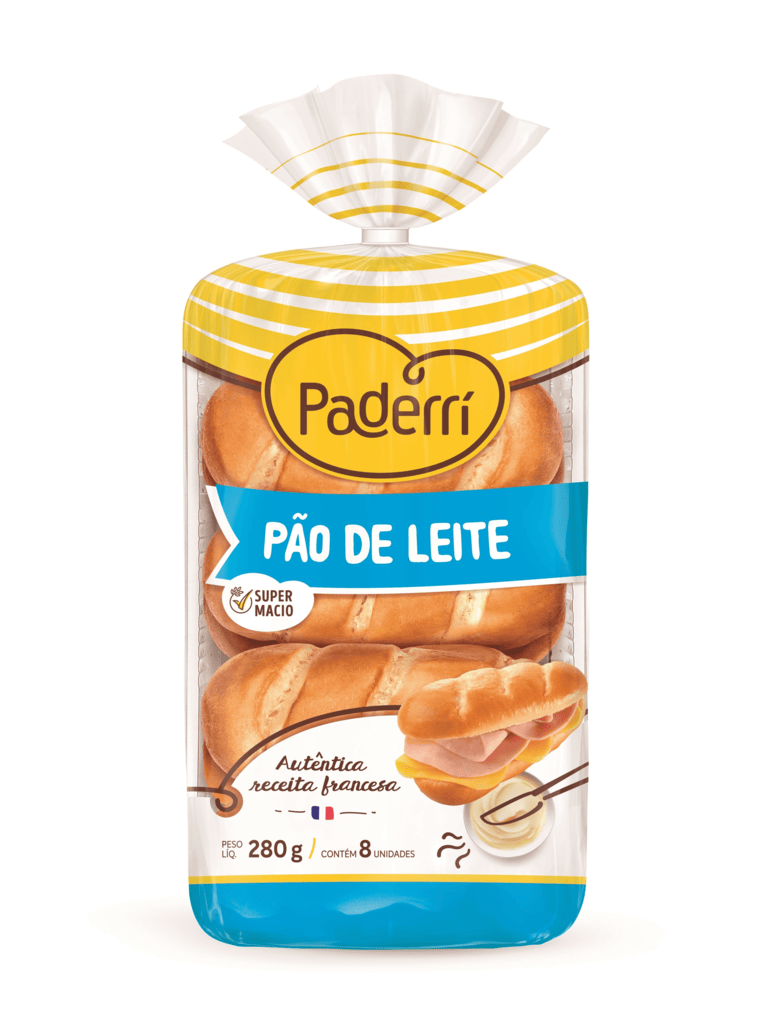 Paderrí
PÃO DE LEITE
SUPER
MACIO
Autêntica
receita francesa
PESO
LÍQ. 280 g / CONTÉM 8 UNIDADES